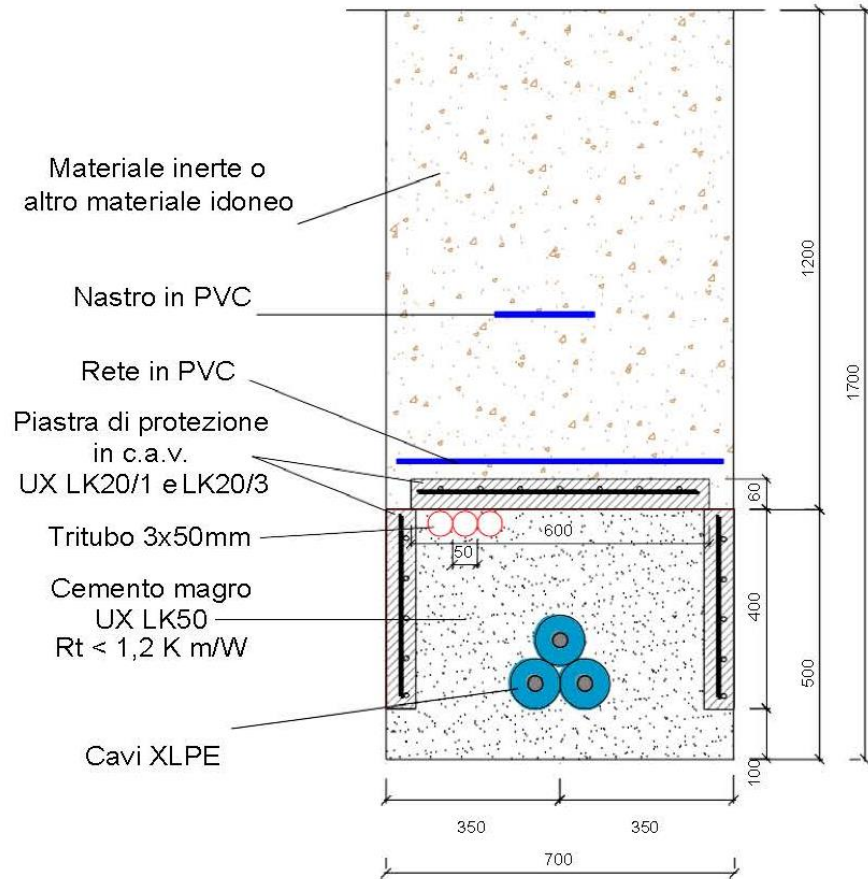 Materiale inerte o
altro materiale idoneo
Nastro in PVC
Rete in PVC
Piastra di protezione
in c.a.v.
UX LK20/1 e LK20/3
Tritubo 3x50mm
Cemento magro
UX LK50
Rt < 1,2 K m/W
Cavi XLPE
1200
1700
60
600
50
400
500
100
350
350
700